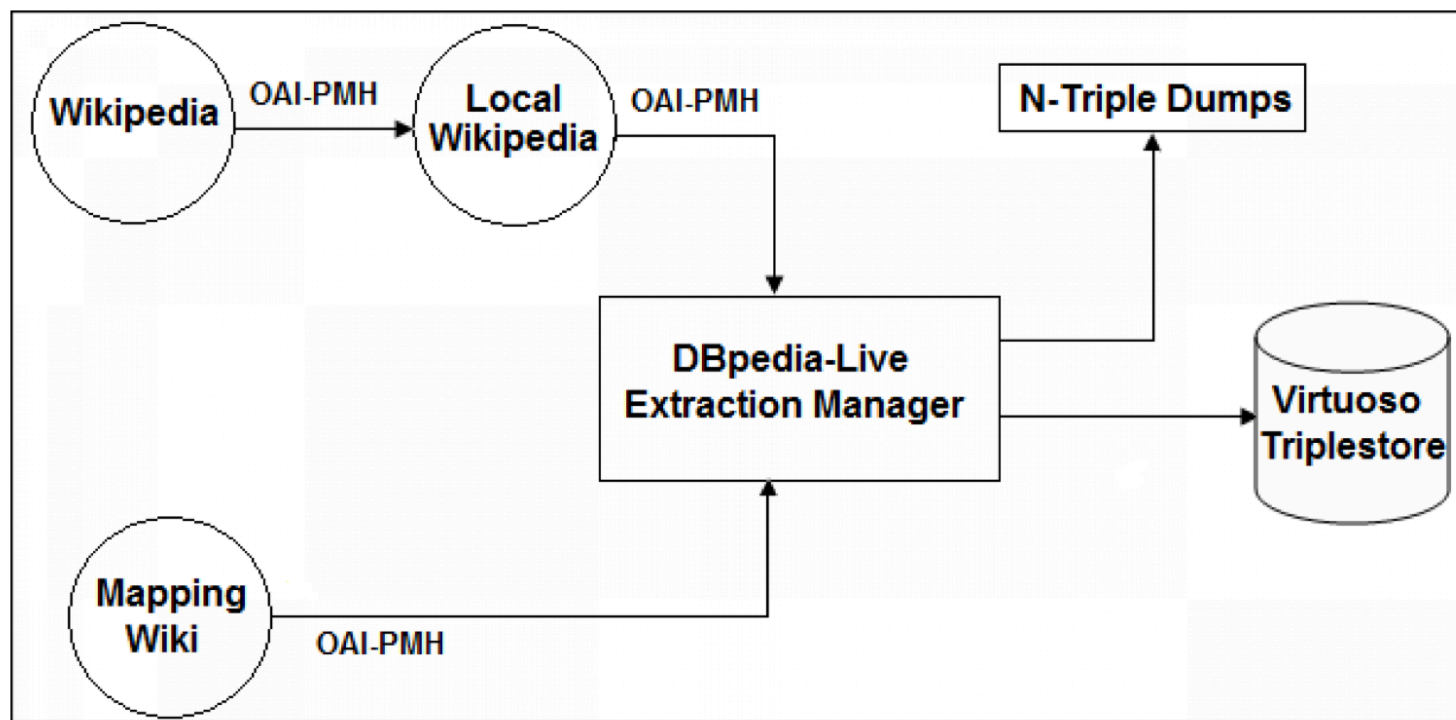 Wikipedia
OAI-PMH
Local
Wikipedia
OAI-PMH
N-Triple Dumps
DBpedia-Live
Extraction Manager
Virtuoso
Triplestore
Mapping
Wiki
OAI-PMH